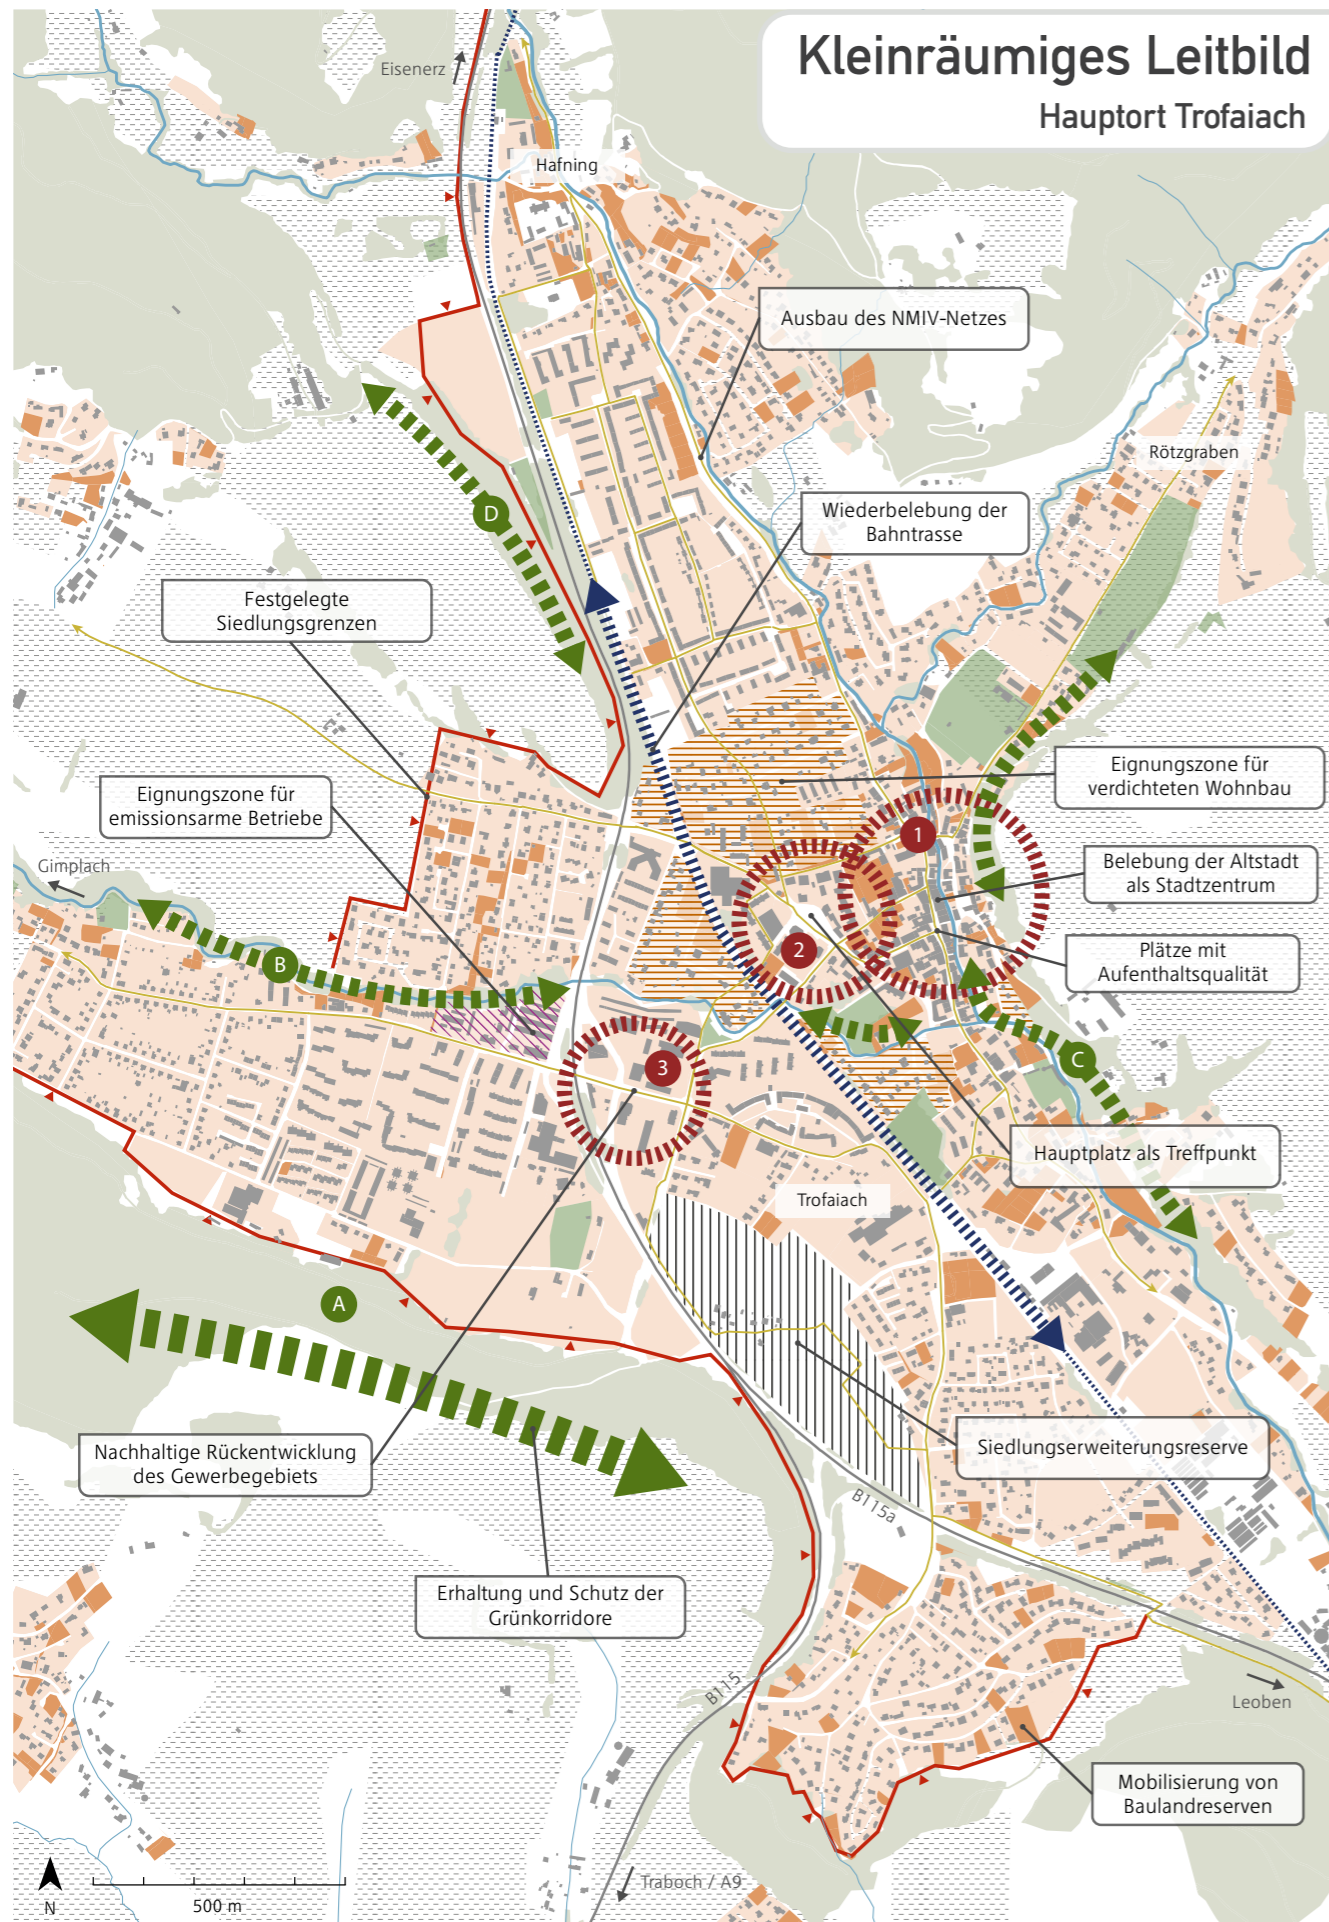 Kleinräumiges Leitbild
Hauptort Trofaiach
Eisenerz
Hafning
Ausbau des NMIV-Netzes
Rötzgraben
Wiederbelebung der
Bahntrasse
D
Festgelegte
Siedlungsgrenzen
Eignungszone für
verdichteten Wohnbau
Eignungszone für
emissionsarme Betriebe
1
Gimplach
Belebung der Altstadt
als Stadtzentrum
2
Plätze mit
Aufenthaltsqualität
B
3
C
Hauptplatz als Treffpunkt
Trofaiach
A
Nachhaltige Rückentwicklung
des Gewerbegebiets
Siedlungserweiterungsreserve
B115a
Erhaltung und Schutz der
Grünkorridore
B115
Leoben
Mobilisierung von
Baulandreserven
Traboch / A9
N
500 m